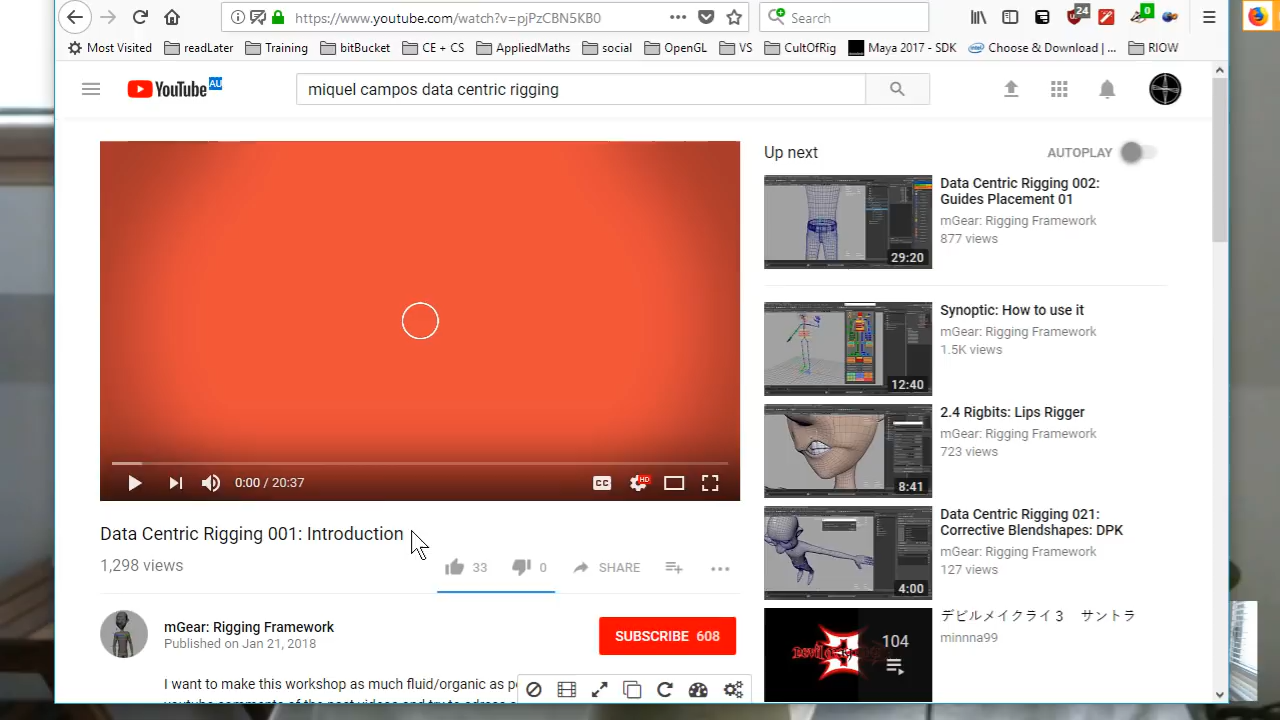 https://www.youtube.com/watch?v=pjPzCBN5KB0
Search
24
0
Most Visited
readLater
Training
bitBucket
CE + CS
AppliedMaths
social
OpenGL
VS
CultOfRig
Maya 2017 - SDK
Choose & Download | ...
RIOW
YouTube AU
miquel campos data centric rigging
Up next
AUTOPLAY
Data Centric Rigging 002:
Guides Placement 01
mGear: Rigging Framework
877 views
29:20
Synoptic: How to use it
mGear: Rigging Framework
1.5K views
12:40
2.4 Rigbits: Lips Rigger
mGear: Rigging Framework
723 views
8:41
Data Centric Rigging 021:
Corrective Blendshapes: DPK
mGear: Rigging Framework
127 views
4:00
デビルメイクライ3 サントラ
minnna99
104
0:00 / 20:37
CC
HD
Data Centric Rigging 001: Introduction
1,298 views
33
0
SHARE
mGear: Rigging Framework
Published on Jan 21, 2018
SUBSCRIBE 608
I want to make this workshop as much fluid/organic as p